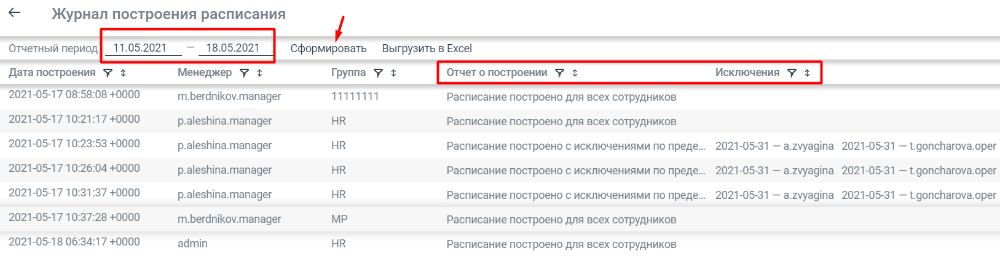 Журнал построения расписания
Отчетный период 11.05.2021 — 18.05.2021 Сформировать Выгрузить в Excel
Дата построения Менеджер Группа Отчет о построении Исключения
2021-05-17 08:58:08 +0000 m.berdnikov.manager 11111111 Расписание построено для всех сотрудников
2021-05-17 10:21:17 +0000 p.aleshina.manager HR Расписание построено для всех сотрудников
2021-05-17 10:23:53 +0000 p.aleshina.manager HR Расписание построено с исключениями по преде... 2021-05-31 — a.zvyagina 2021-05-31 — t.goncharova.oper
2021-05-17 10:26:04 +0000 p.aleshina.manager HR Расписание построено с исключениями по преде... 2021-05-31 — a.zvyagina 2021-05-31 — t.goncharova.oper
2021-05-17 10:31:37 +0000 p.aleshina.manager HR Расписание построено с исключениями по преде... 2021-05-31 — a.zvyagina 2021-05-31 — t.goncharova.oper
2021-05-17 10:37:28 +0000 m.berdnikov.manager MP Расписание построено для всех сотрудников
2021-05-18 06:34:17 +0000 admin HR Расписание построено для всех сотрудников